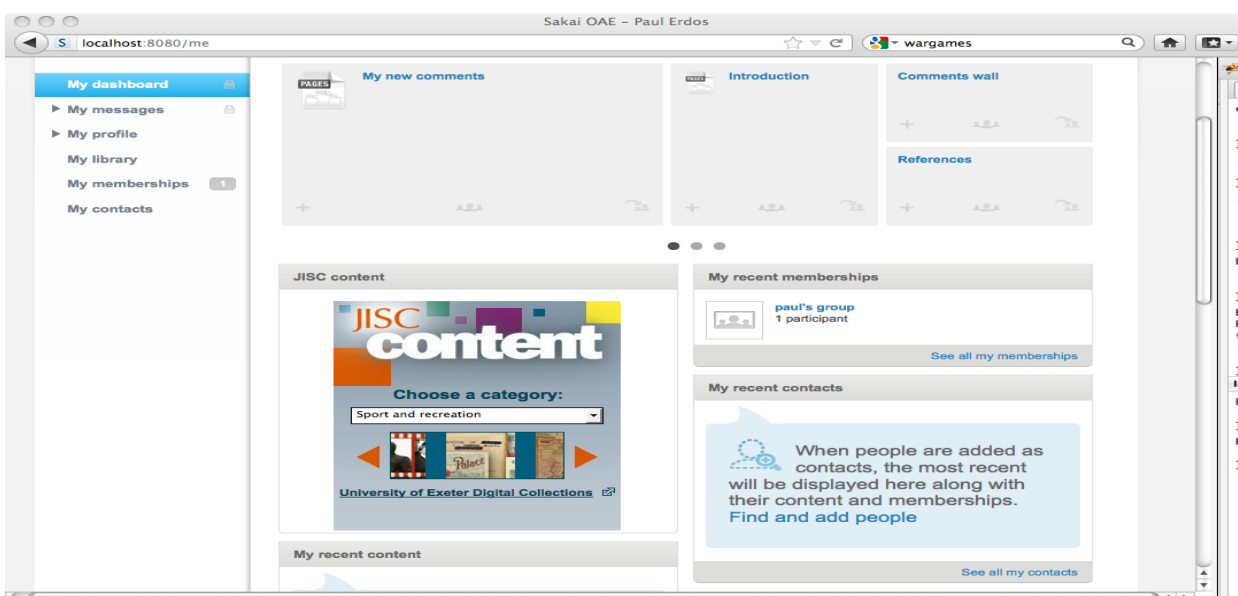 Sakai OAE – Paul Erdos
S localhost:8080/me
wargames
My dashboard
My messages
My profile
My library
My memberships 1
My contacts
PAGES
My new comments
PAGES
Introduction
Comments wall
References
JISC content
JISC
content
Choose a category:
Sport and recreation
Palace
University of Exeter Digital Collections
My recent content
My recent memberships
paul's group
1 participant
See all my memberships
My recent contacts
When people are added as
contacts, the most recent
will be displayed here along with
their content and memberships.
Find and add people
See all my contacts